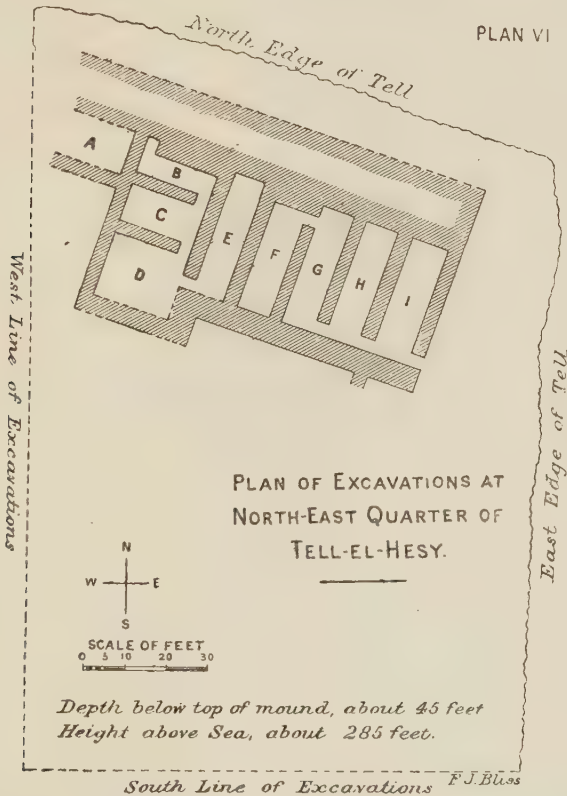 PLAN VI
North Edge of Tell
A
B
C
D
E
F
G
H
I
West Line of Excavations
East Edge of Tell
PLAN OF EXCAVATIONS AT
NORTH-EAST QUARTER OF
TELL-EL-HESY.
N
W E
S
SCALE OF FEET
0 5 10 20 30
Depth below top of mound, about 45 feet
Height above Sea, about 285 feet.
F J. Bliss
South Line of Excavations